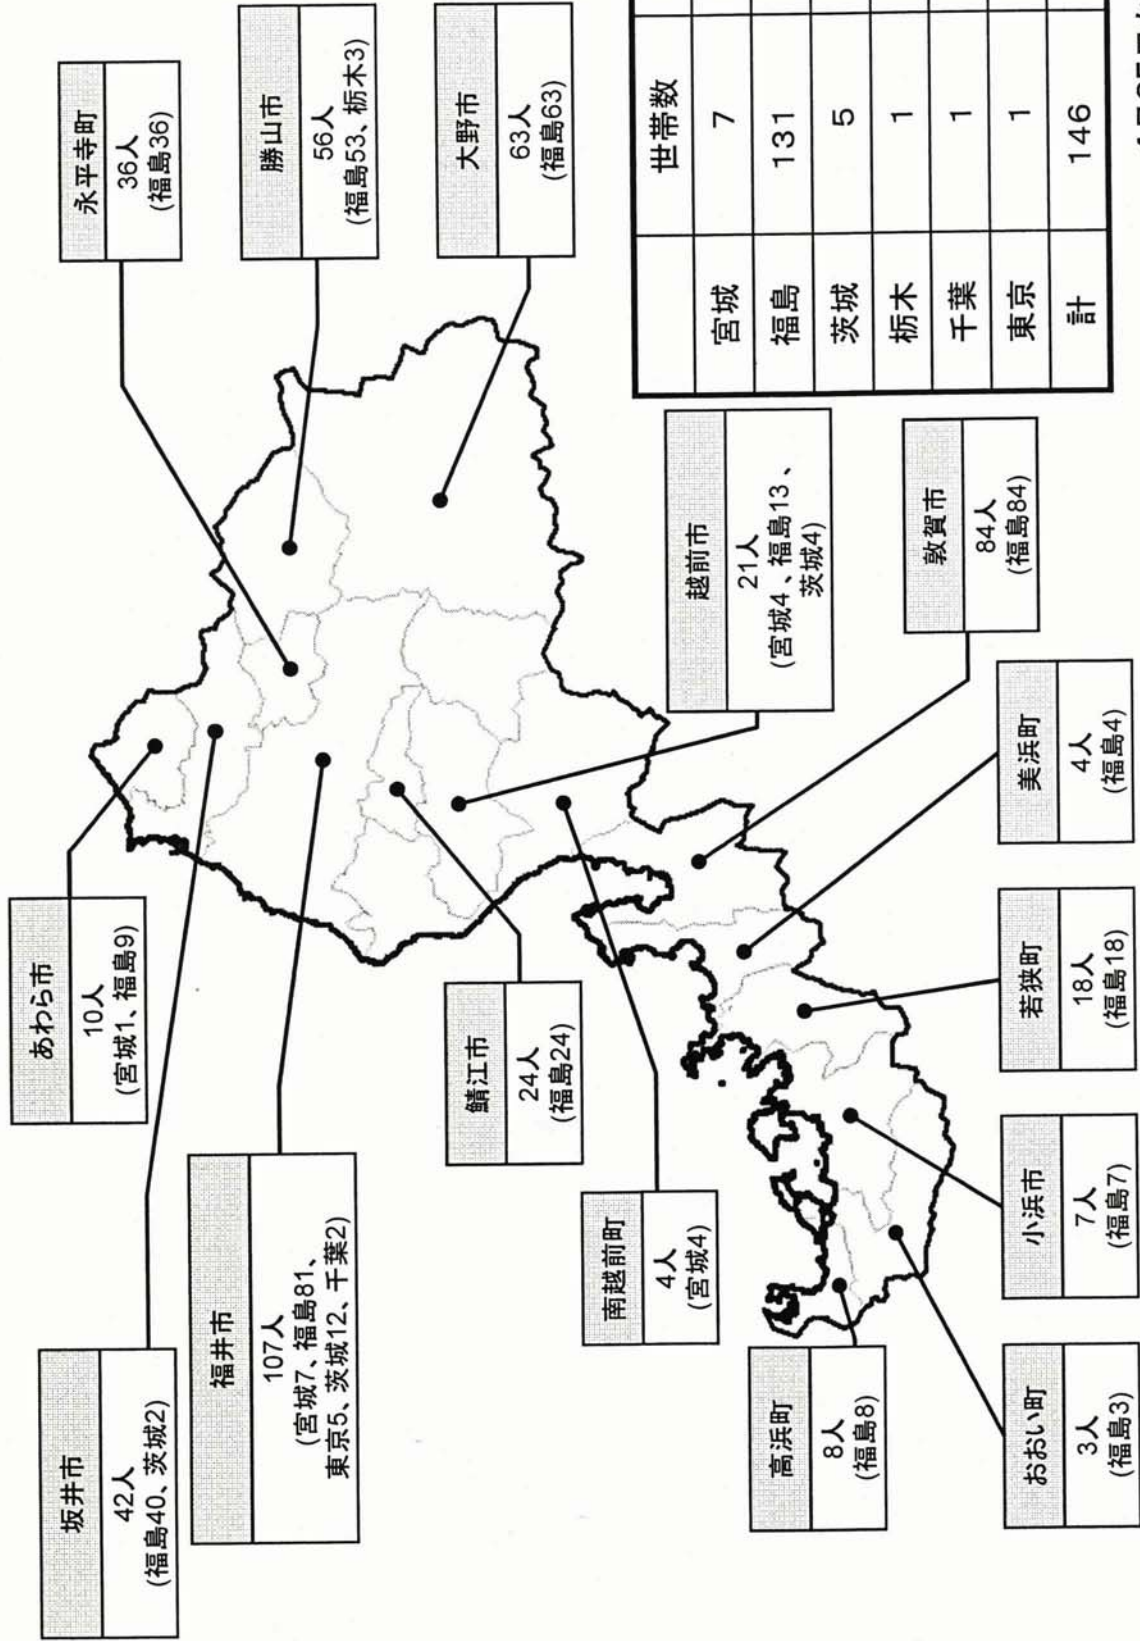 坂井市
42人
(福島40、茨城2)
あわら市
10人
(宮城1、福島9)
永平寺町
36人
(福島36)
勝山市
56人
(福島53、栃木3)
大野市
63人
(福島63)
福井市
107人
(宮城7、福島81、
東京5、茨城12、千葉2)
鯖江市
24人
(福島24)
越前市
21人
(宮城4、福島13、
茨城4)
南越前町
4人
(宮城4)
敦賀市
84人
(福島84)
美浜町
4人
(福島4)
若狭町
18人
(福島18)
小浜市
7人
(福島7)
高浜町
8人
(福島8)
おおい町
3人
(福島3)
世帯数
宮城 7
福島 131
茨城 5
栃木 1
千葉 1
東京 1
計 146